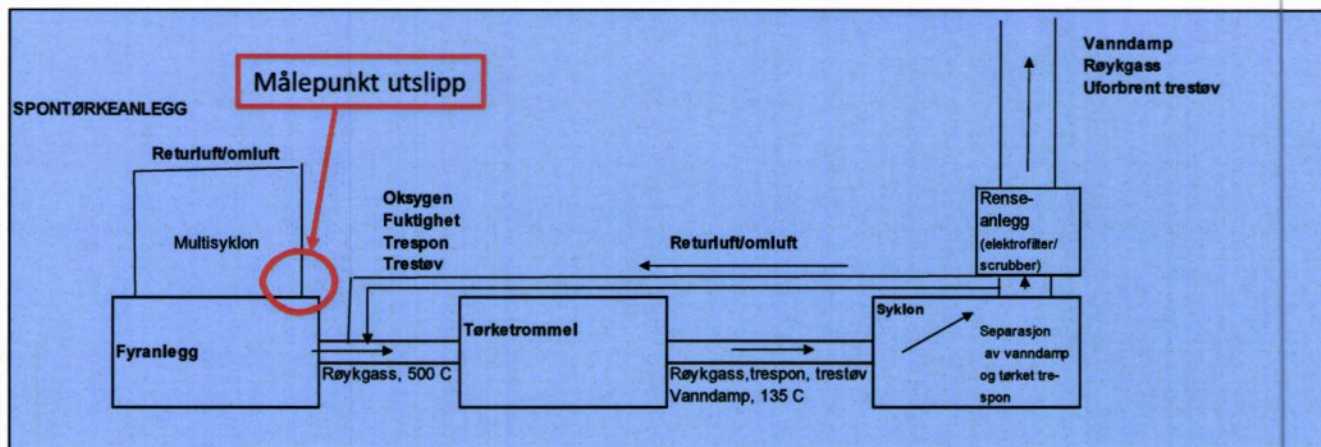 Målepunkt utslipp
SPONTØRKEANLEGG
Returluft/omluft
Multisyklon
Oksygen
Fuktighet
Trespon
Trestøv
Returluft/omluft
Vanndamp
Røykgass
Uforbrent trestøv
Rense-
anlegg
(elektrofilter/
scrubber)
Fyranlegg
Røykgass, 500 C
Tørketrommel
Røykgass,trespon, trestøv
Vanndamp, 135 C
Syklon
Separasjon
av vanndamp
og tørket tre-
spon